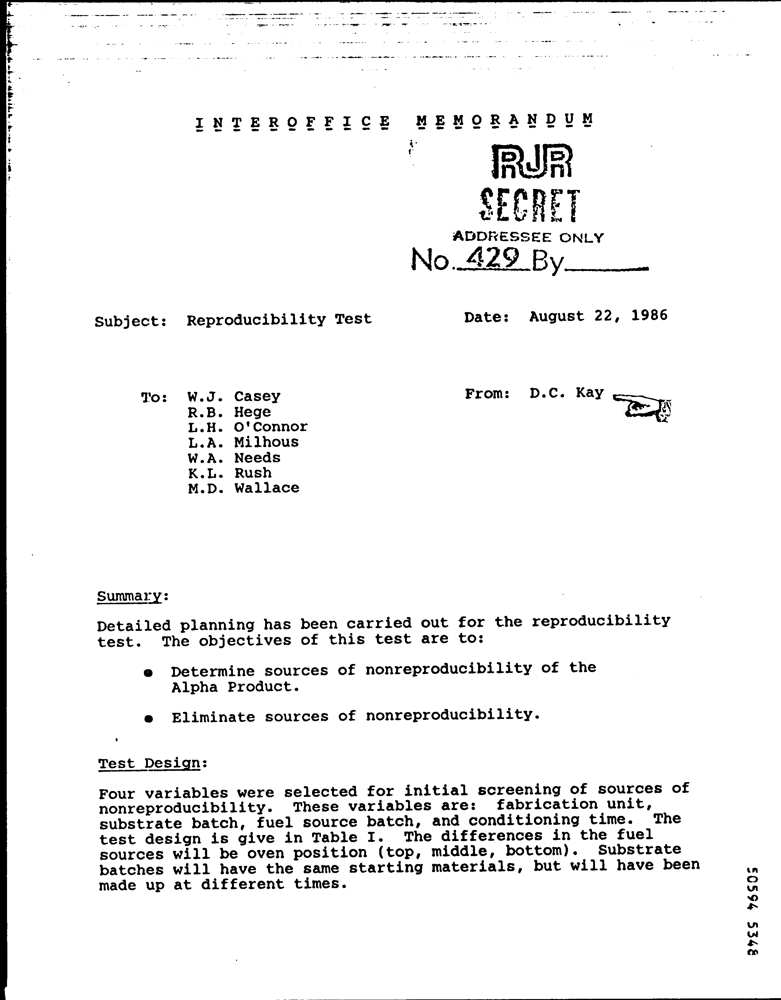 INTEROFFICE MEMORANDUM
RJR
SECRET
ADDRESSEE ONLY
No. 429 By
Subject: Reproducibility Test Date: August 22, 1986
To: W.J. Casey From: D.C. Kay
R.B. Hege
L.H. O'Connor
L.A. Milhous
W.A. Needs
K.L. Rush
M.D. Wallace
Summary:
Detailed planning has been carried out for the reproducibility
test. The objectives of this test are to:
● Determine sources of nonreproducibility of the
Alpha Product.
● Eliminate sources of nonreproducibility.
Test Design:
Four variables were selected for initial screening of sources of
nonreproducibility. These variables are: fabrication unit,
substrate batch, fuel source batch, and conditioning time. The
test design is give in Table I. The differences in the fuel
sources will be oven position (top, middle, bottom). Substrate
batches will have the same starting materials, but will have been
made up at different times.
50594 5348